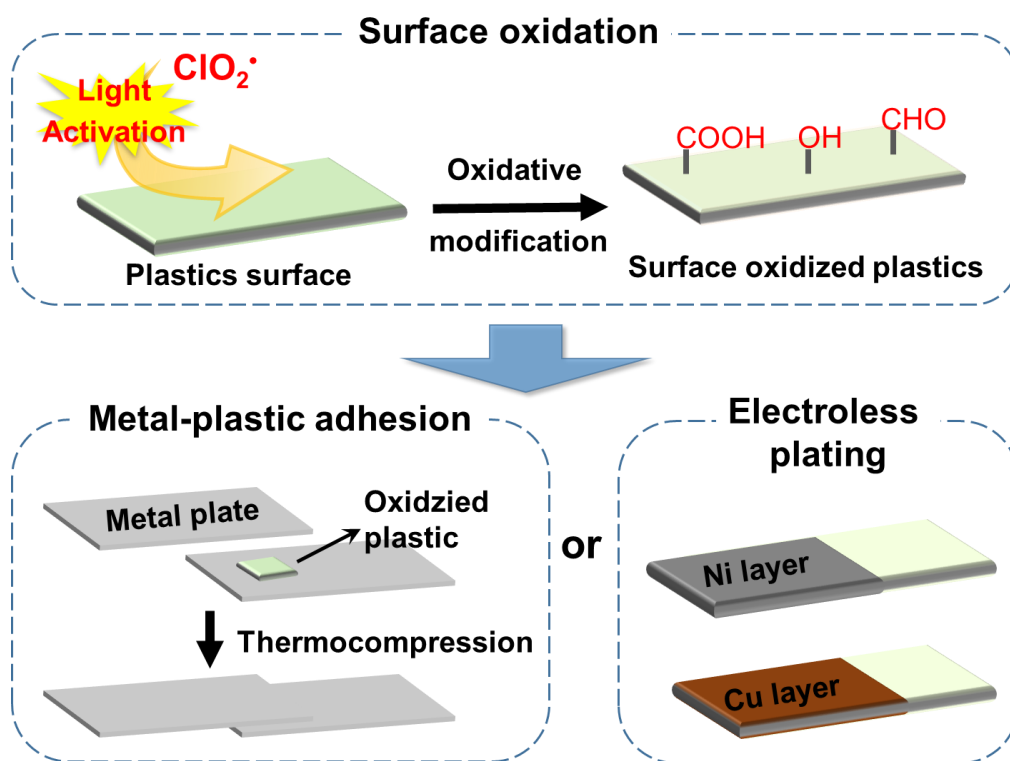 Surface oxidation
ClO₂•
Light
Activation
Plastics surface
Oxidative
modification
COOH
OH
CHO
Surface oxidized plastics
Metal-plastic adhesion
Metal plate
Oxidzied
plastic
Thermocompression
or
Electroless
plating
Ni layer
Cu layer